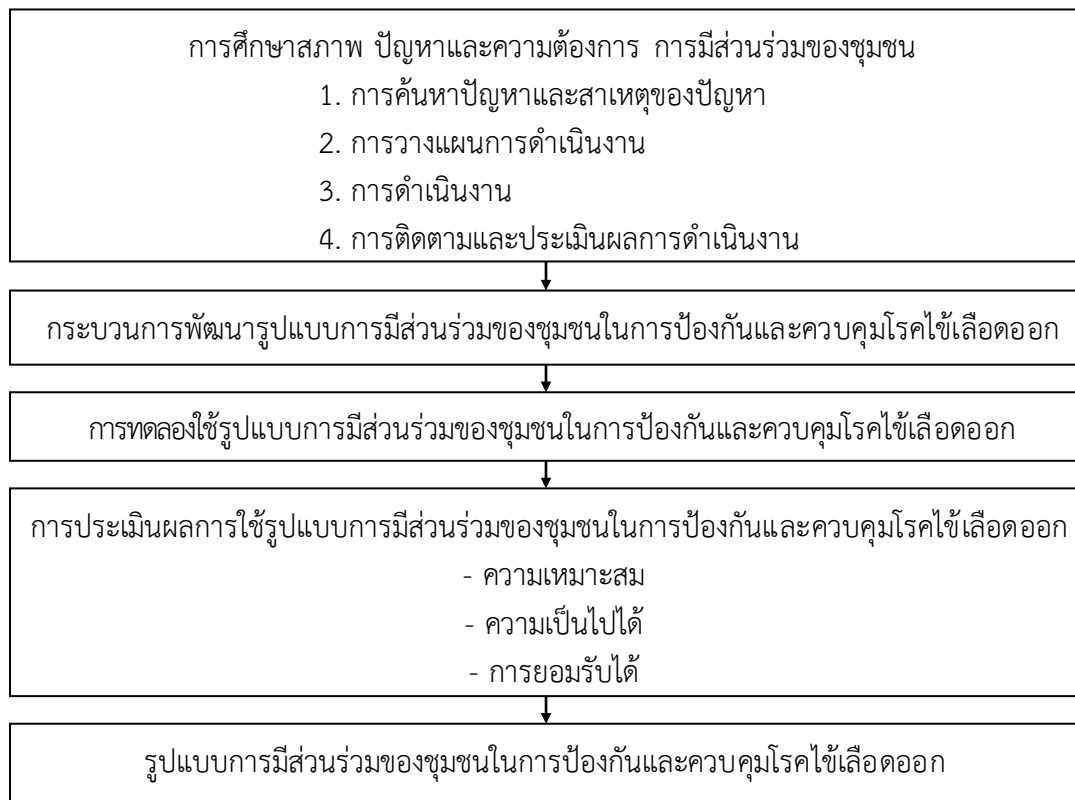 การศึกษาสภาพ ปัญหาและความต้องการ การมีส่วนร่วมของชุมชน
1. การค้นหาปัญหาและสาเหตุของปัญหา
2. การวางแผนการดำเนินงาน
3. การดำเนินงาน
4. การติดตามและประเมินผลการดำเนินงาน
กระบวนการพัฒนารูปแบบการมีส่วนร่วมของชุมชนในการป้องกันและควบคุมโรคไข้เลือดออก
การทดลองใช้รูปแบบการมีส่วนร่วมของชุมชนในการป้องกันและควบคุมโรคไข้เลือดออก
การประเมินผลการใช้รูปแบบการมีส่วนร่วมของชุมชนในการป้องกันและควบคุมโรคไข้เลือดออก
- ความเหมาะสม
- ความเป็นไปได้
- การยอมรับได้
รูปแบบการมีส่วนร่วมของชุมชนในการป้องกันและควบคุมโรคไข้เลือดออก